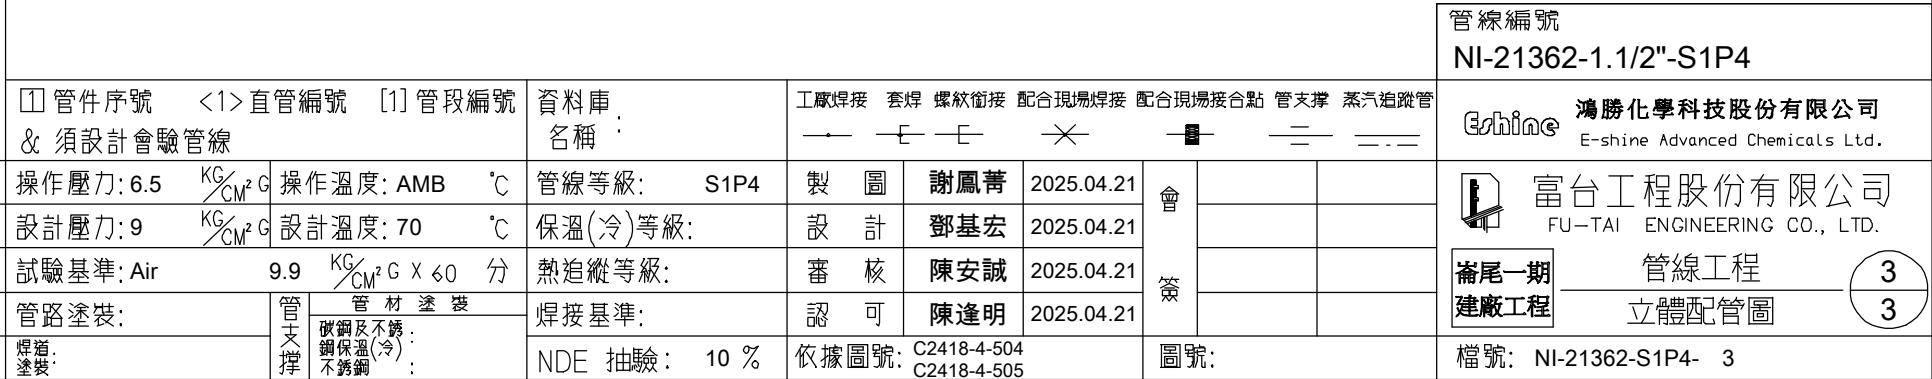 管線編號
NI-21362-1.1/2"-S1P4
1 管件序號 <1>直管編號 [1]管段編號
& 須設計會驗管線
資料庫
名稱 :
工廠焊接 套焊 螺紋銜接 配合現場焊接 配合現場接合點 管支撐 蒸汽追蹤管
Eshine 鴻勝化學科技股份有限公司
E-shine Advanced Chemicals Ltd.
操作壓力: 6.5 KG/CM² G 操作溫度: AMB °C 管線等級: S1P4 製 圖 謝鳳菁 2025.04.21
設計壓力: 9 KG/CM² G 設計溫度: 70 °C 保溫(冷)等級: 設 計 鄧基宏 2025.04.21
試驗基準: Air 9.9 KG/CM² G X 60 分 熱追縱等級: 審 核 陳安誠 2025.04.21
管路塗裝: 管支撐 管材塗裝 焊接基準: 認 可 陳逢明 2025.04.21
會簽
富台工程股份有限公司
FU-TAI ENGINEERING CO., LTD.
崙尾一期
建廠工程
管線工程
立體配管圖
3
3
焊道:
塗裝:
碳鋼及不銹 :
鋼保溫(冷)
不銹鋼 :
NDE 抽驗: 10 %
依據圖號: C2418-4-504
C2418-4-505
圖號:
檔號: NI-21362-S1P4- 3